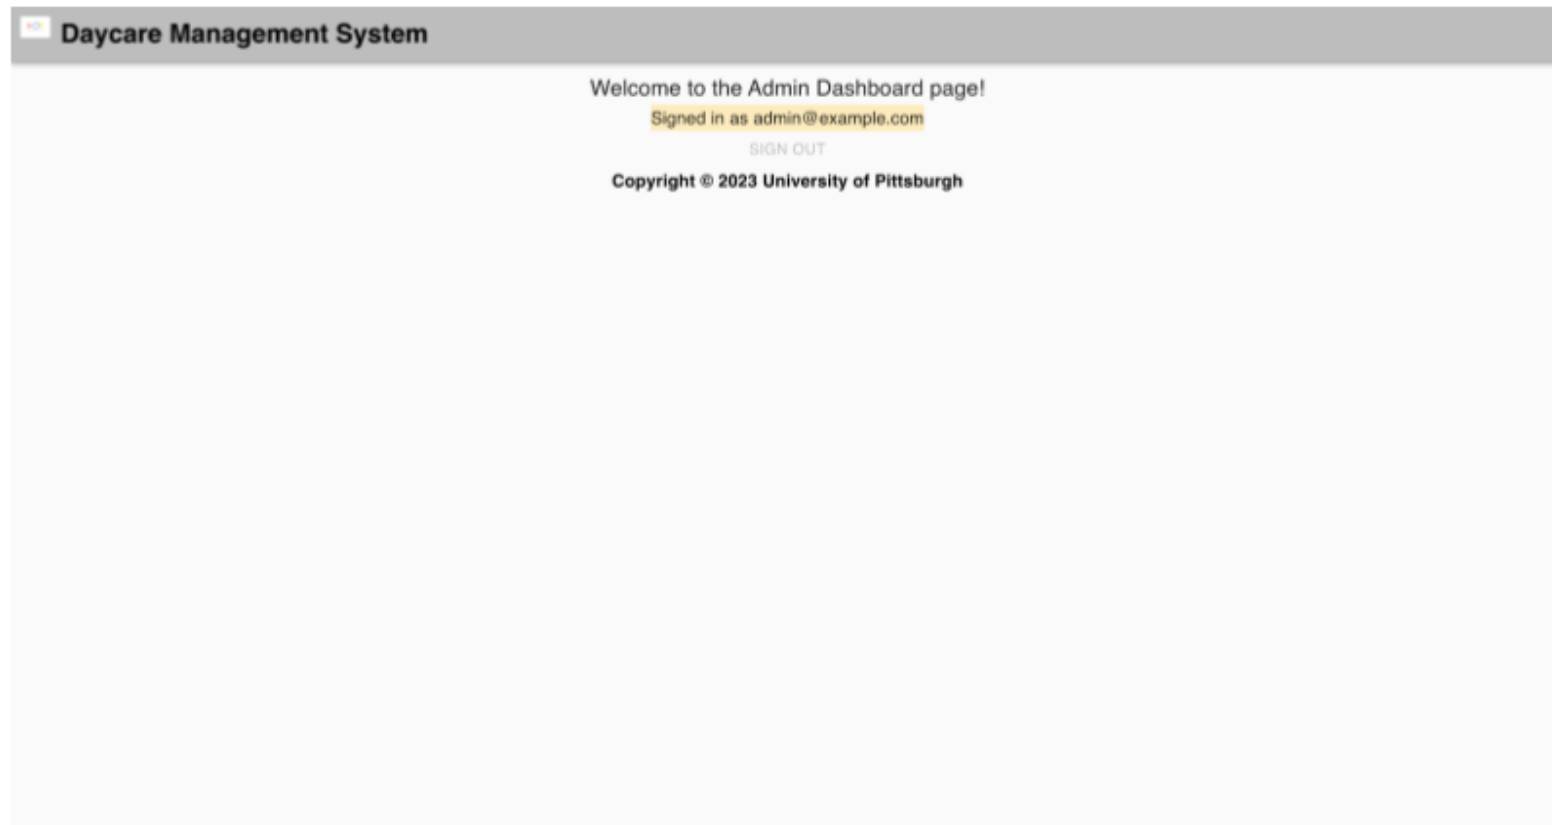 Daycare Management System
Welcome to the Admin Dashboard page!
Signed in as admin@example.com
SIGN OUT
Copyright © 2023 University of Pittsburgh